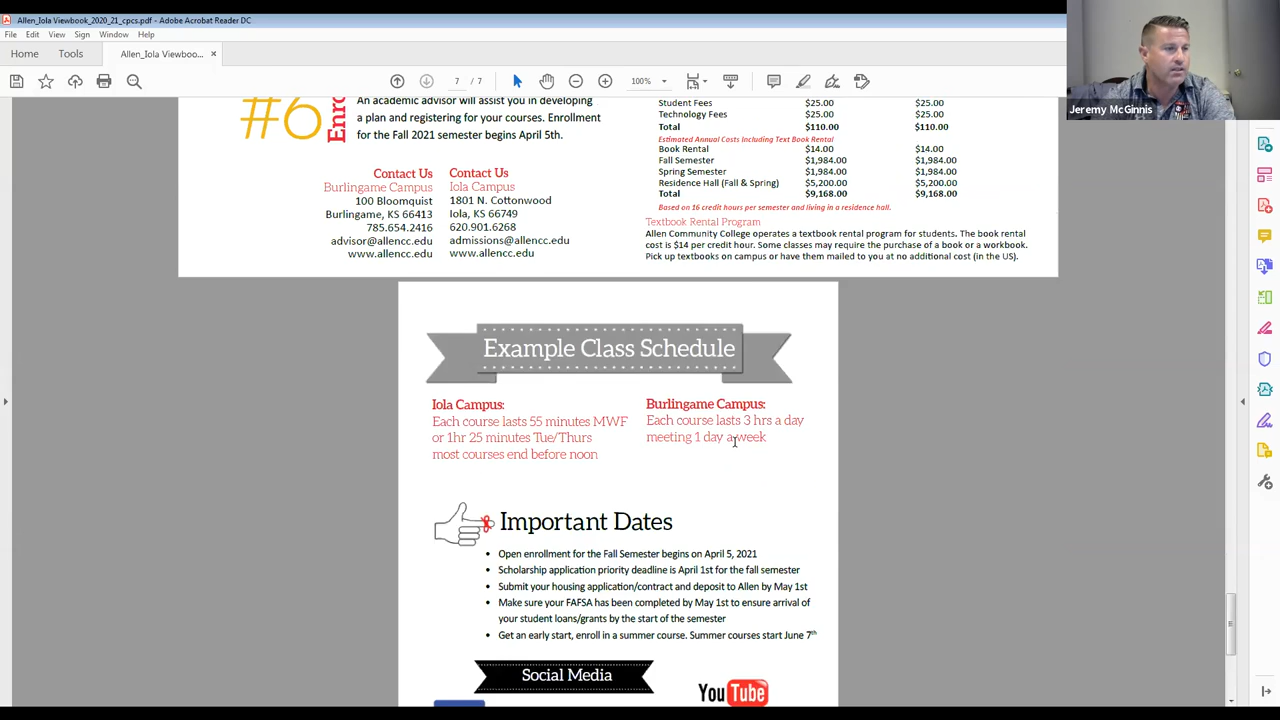 Allen_Iola Viewbook_2020_21_cpcs.pdf - Adobe Acrobat Reader DC
File Edit View Sign Window Help
Home Tools Allen_Iola Viewboo... ×
7 / 7 100%
Jeremy McGinnis
#6 Enro
An academic advisor will assist you in developing
a plan and registering for your courses. Enrollment
for the Fall 2021 semester begins April 5th.
Contact Us
Burlingame Campus
100 Bloomquist
Burlingame, KS 66413
785.654.2416
advisor@allencc.edu
www.allencc.edu
Contact Us
Iola Campus
1801 N. Cottonwood
Iola, KS 66749
620.901.6268
admissions@allencc.edu
www.allencc.edu
Student Fees $25.00 $25.00
Technology Fees $25.00 $25.00
Total $110.00 $110.00
Estimated Annual Costs Including Text Book Rental
Book Rental $14.00 $14.00
Fall Semester $1,984.00 $1,984.00
Spring Semester $1,984.00 $1,984.00
Residence Hall (Fall & Spring) $5,200.00 $5,200.00
Total $9,168.00 $9,168.00
Based on 16 credit hours per semester and living in a residence hall.
Textbook Rental Program
Allen Community College operates a textbook rental program for students. The book rental
cost is $14 per credit hour. Some classes may require the purchase of a book or a workbook.
Pick up textbooks on campus or have them mailed to you at no additional cost (in the US).
Example Class Schedule
Iola Campus:
Each course lasts 55 minutes MWF
or 1hr 25 minutes Tue/Thurs
most courses end before noon
Burlingame Campus:
Each course lasts 3 hrs a day
meeting 1 day a week
Important Dates
• Open enrollment for the Fall Semester begins on April 5, 2021
• Scholarship application priority deadline is April 1st for the fall semester
• Submit your housing application/contract and deposit to Allen by May 1st
• Make sure your FAFSA has been completed by May 1st to ensure arrival of
your student loans/grants by the start of the semester
• Get an early start, enroll in a summer course. Summer courses start June 7th
Social Media
YouTube